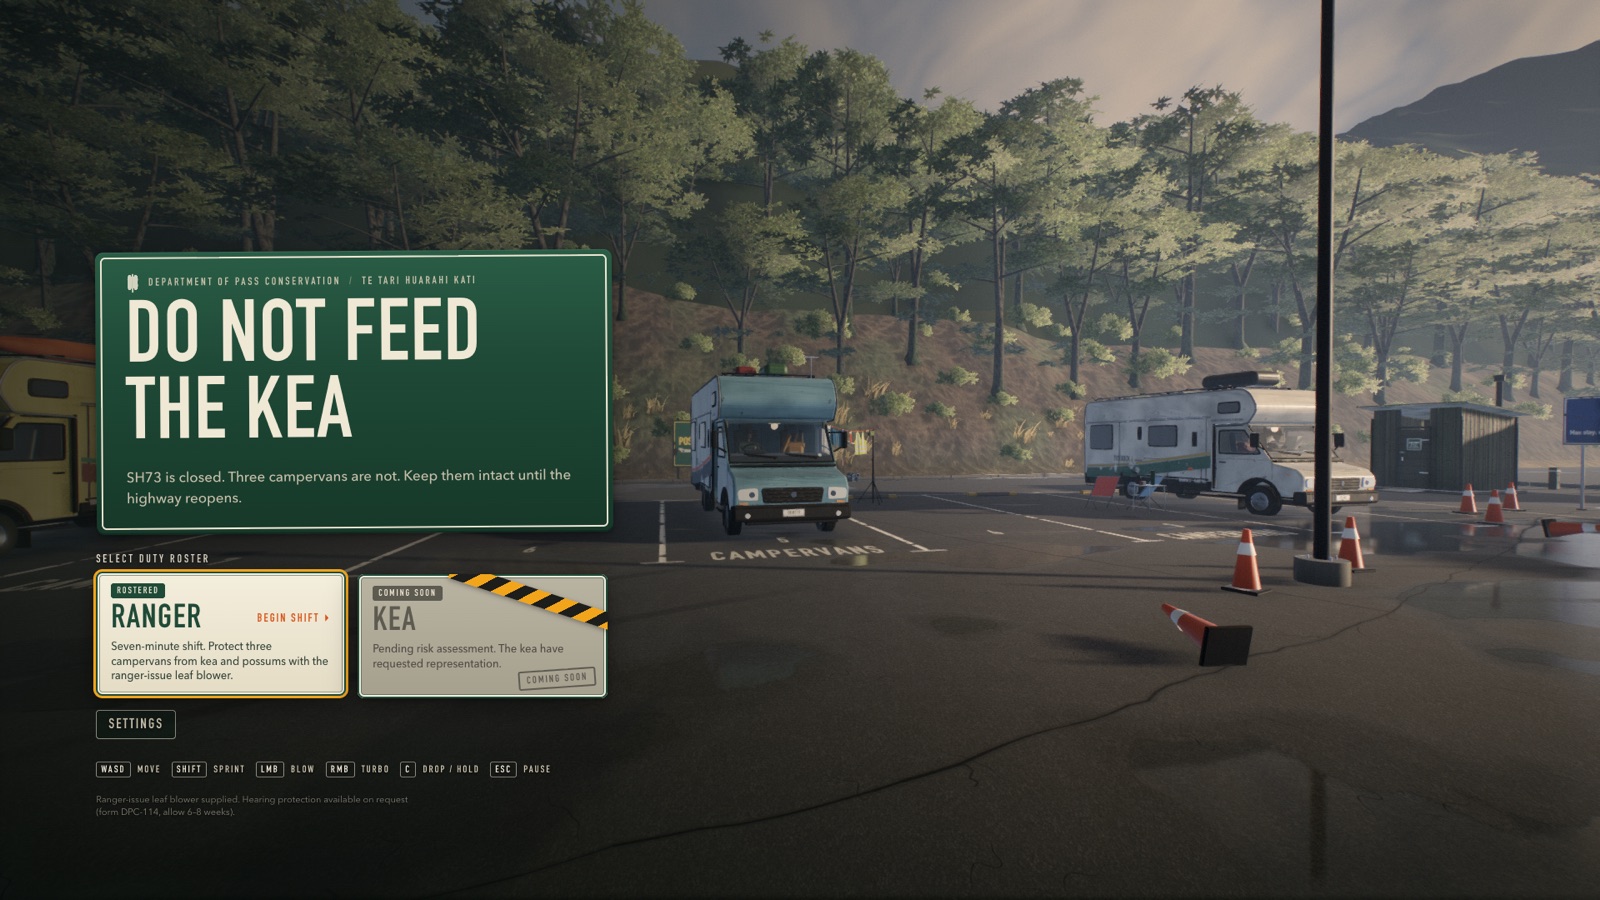 DEPARTMENT OF PASS CONSERVATION / TE TARI HUARAHI KATI
DO NOT FEED
THE KEA
SH73 is closed. Three campervans are not. Keep them intact until the
highway reopens.
SELECT DUTY ROSTER
ROSTERED
RANGER
BEGIN SHIFT
Seven-minute shift. Protect three
campervans from kea and possums with the
ranger-issue leaf blower.
COMING SOON
KEA
Pending risk assessment. The kea have
requested representation.
COMING SOON
SETTINGS
WASD MOVE SHIFT SPRINT LMB BLOW RMB TURBO C DROP / HOLD ESC PAUSE
Ranger-issue leaf blower supplied. Hearing protection available on request
(form DPC-114, allow 6–8 weeks).
CAMPERVANS